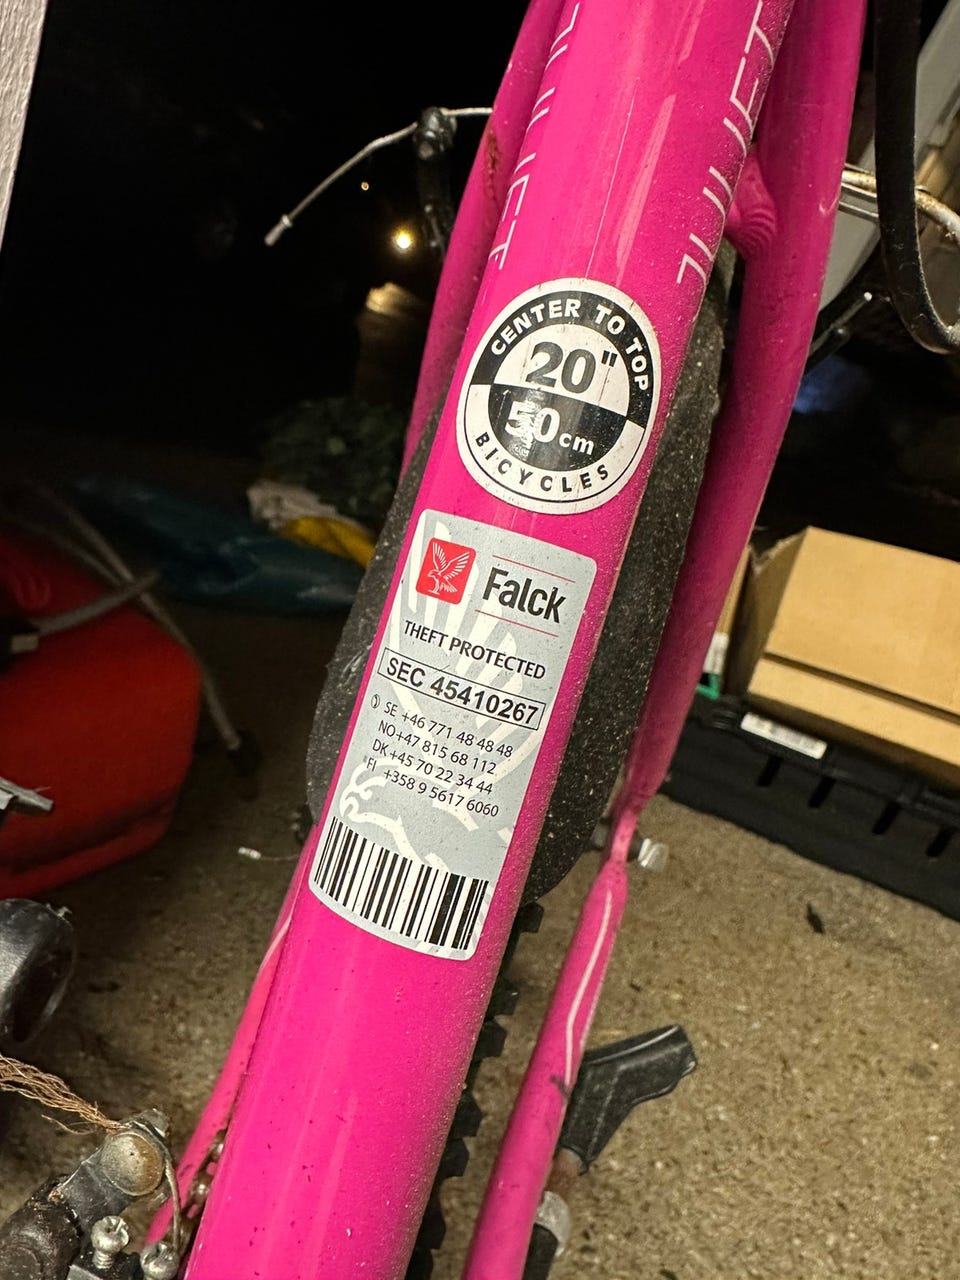 CENTER TO TOP
20"
50cm
BICYCLES
Falck
THEFT PROTECTED
SEC 45410267
SE +46 771 48 48 48
NO+47 815 68 112
DK +45 70 22 34 44
FI +358 9 5617 6060